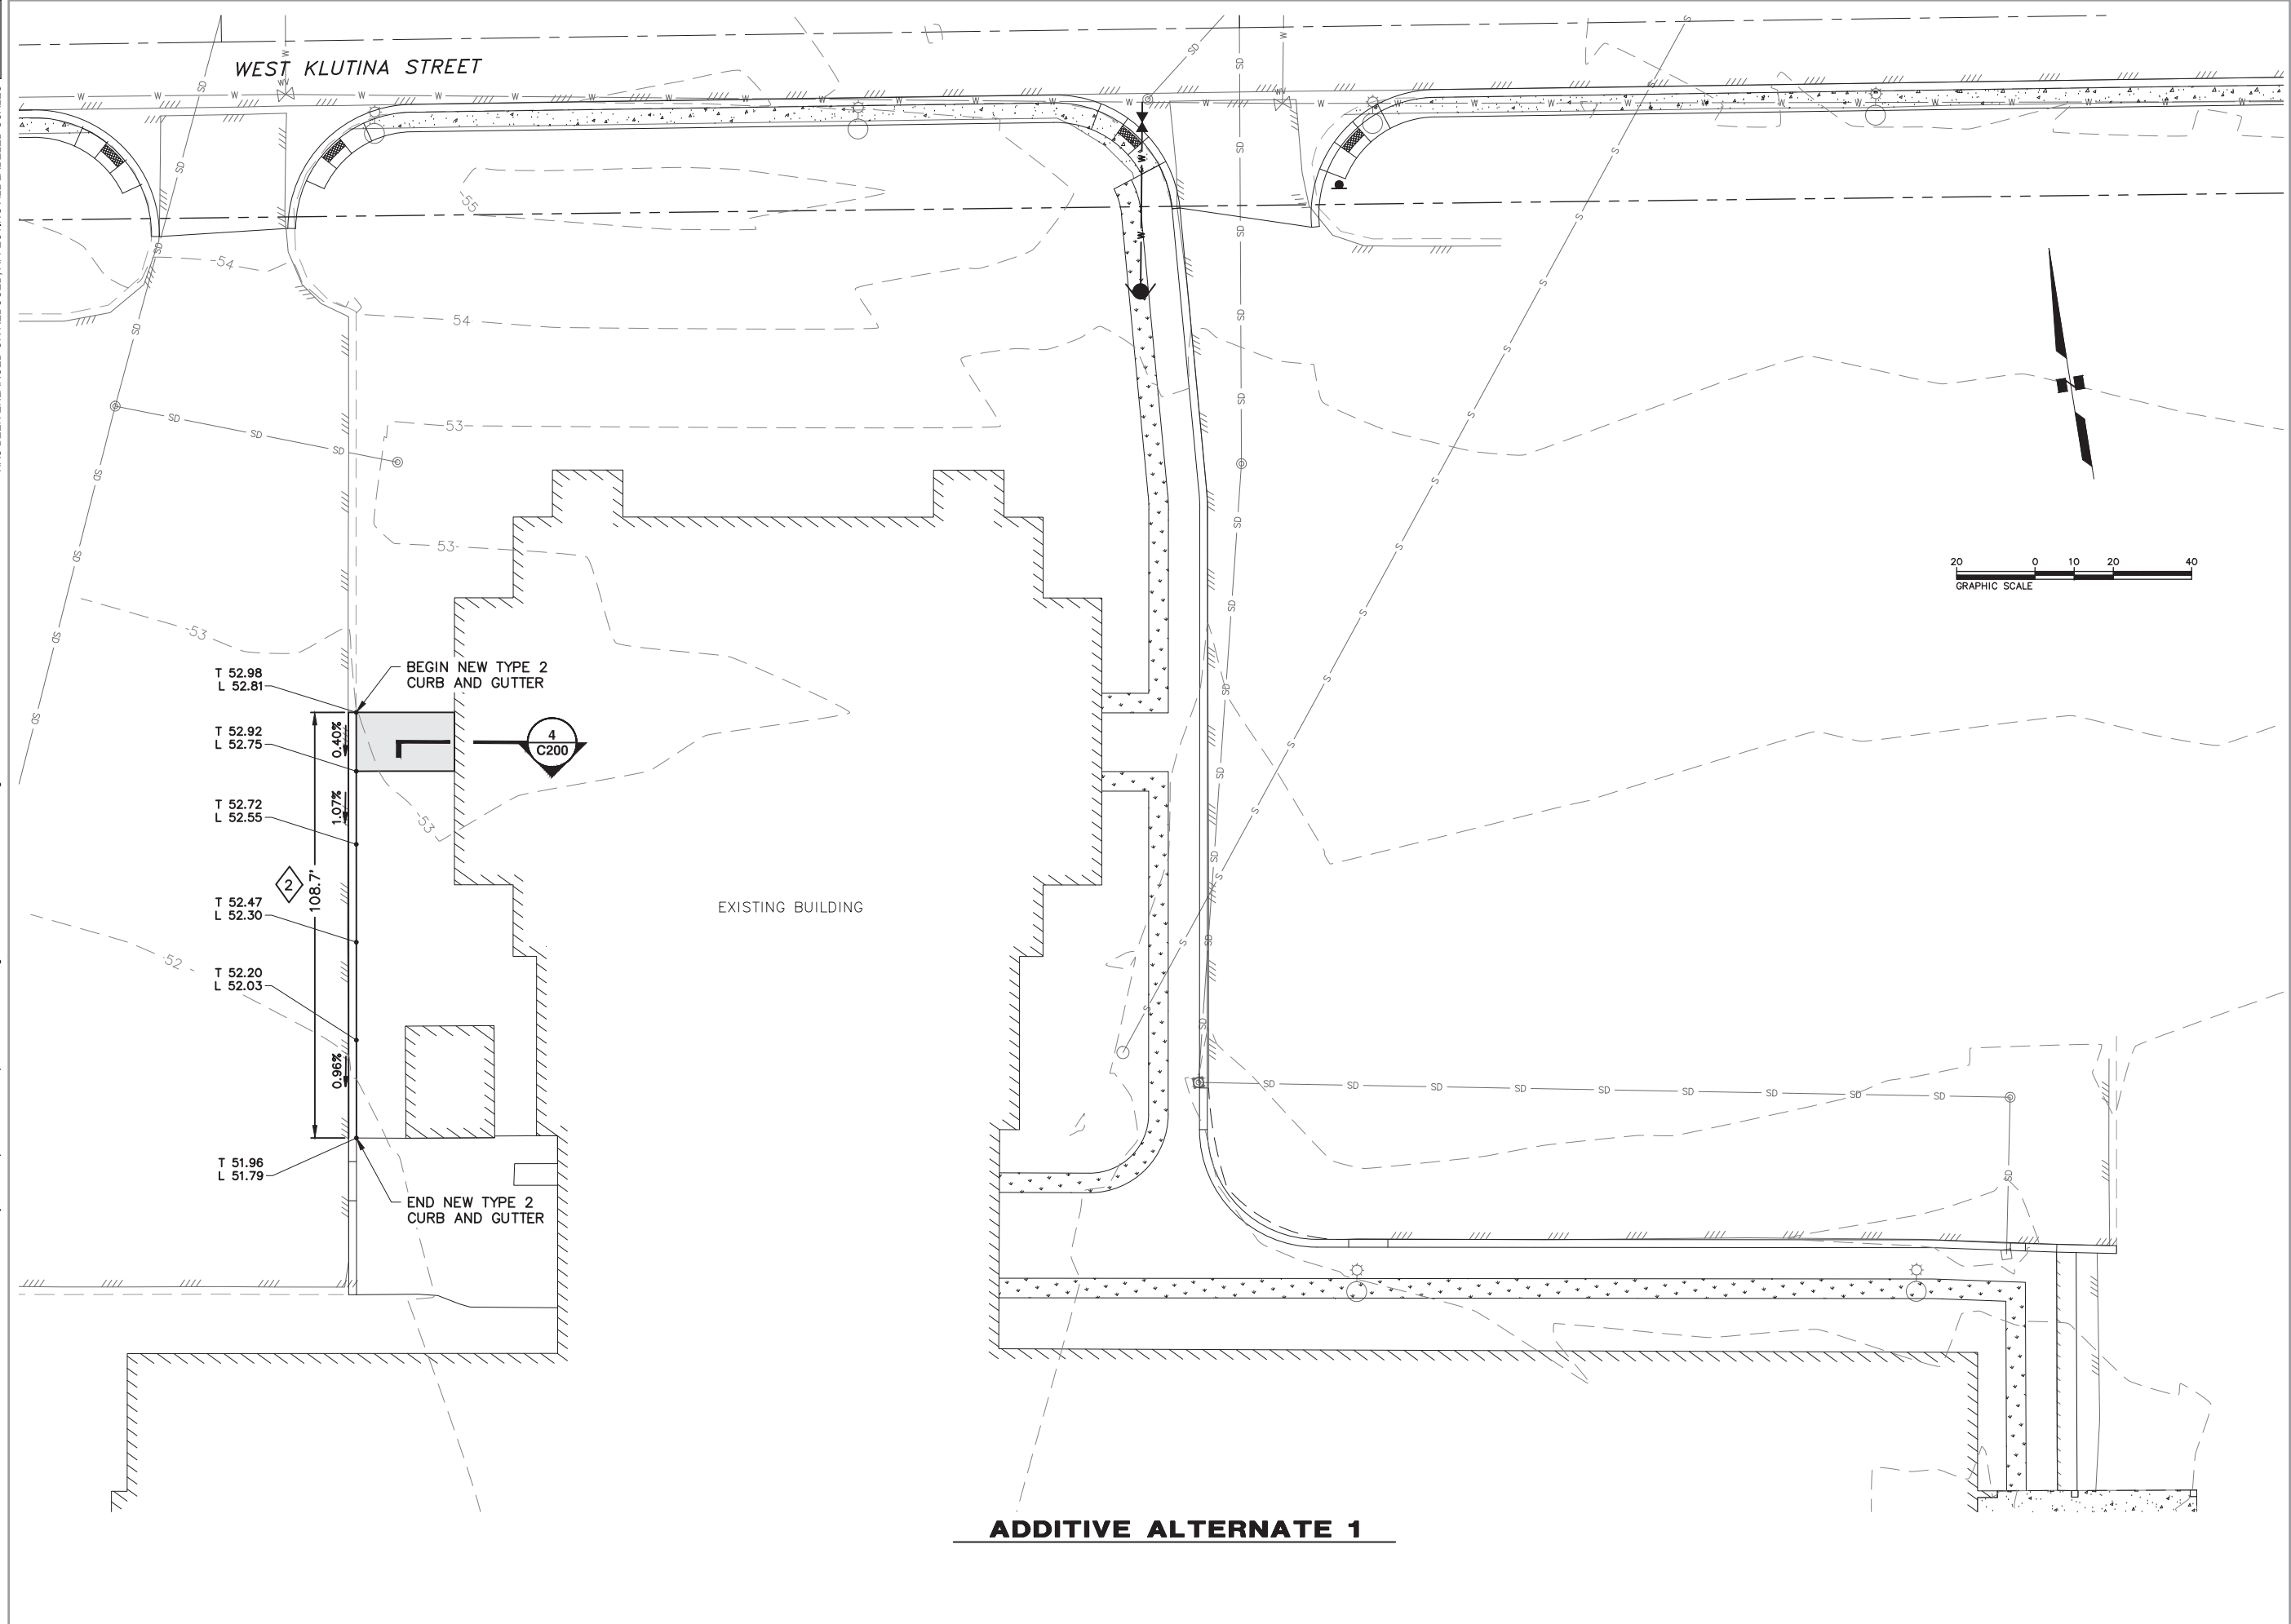 WEST KLUTINA STREET
WV
WV
W
SD
S
55
54
54
53
53
53
53
52
20 0 10 20 40
GRAPHIC SCALE
T 52.98
L 52.81
BEGIN NEW TYPE 2
CURB AND GUTTER
0.40%
T 52.92
L 52.75
4
C200
1.07%
T 52.72
L 52.55
2
108.7'
T 52.47
L 52.30
EXISTING BUILDING
T 52.20
L 52.03
0.96%
T 51.96
L 51.79
END NEW TYPE 2
CURB AND GUTTER
N
ADDITIVE ALTERNATE 1